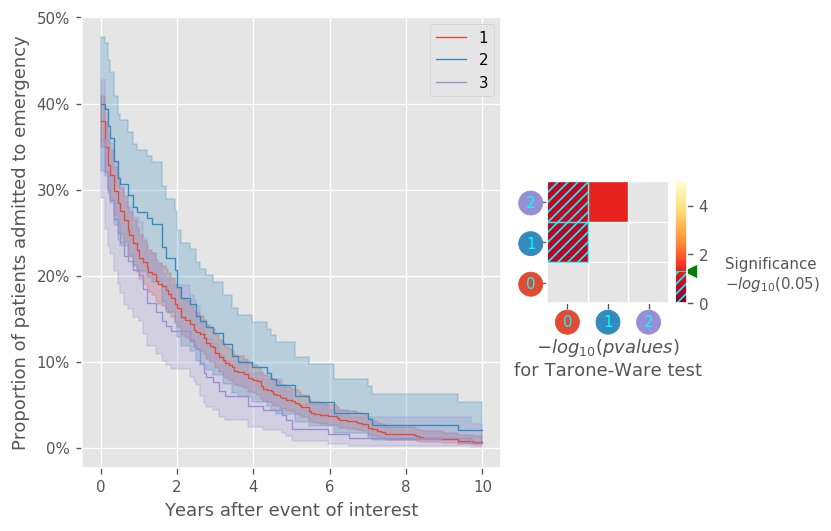 Proportion of patients admitted to emergency
50%
40%
30%
20%
10%
0%
0 2 4 6 8 10
Years after event of interest
1
2
3
2
1
0
0 1 2
4
2
0
Significance
−log₁₀(0.05)
−log₁₀(pvalues)
for Tarone-Ware test